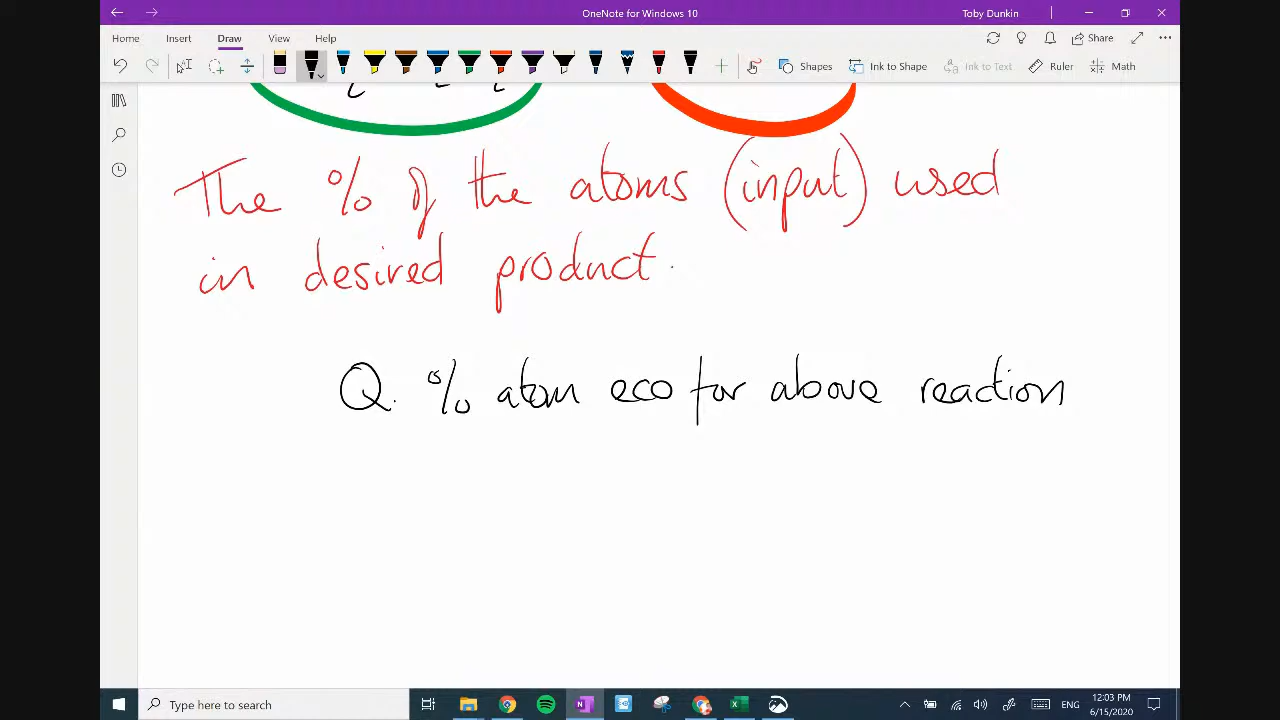 OneNote for Windows 10
Toby Dunkin
Home Insert Draw View Help
Share
Shapes Ink to Shape Ink to Text Ruler Math
The % of the atoms (input) used
in desired product.
Q. % atom eco for above reaction
Type here to search
ENG
12:03 PM
6/15/2020